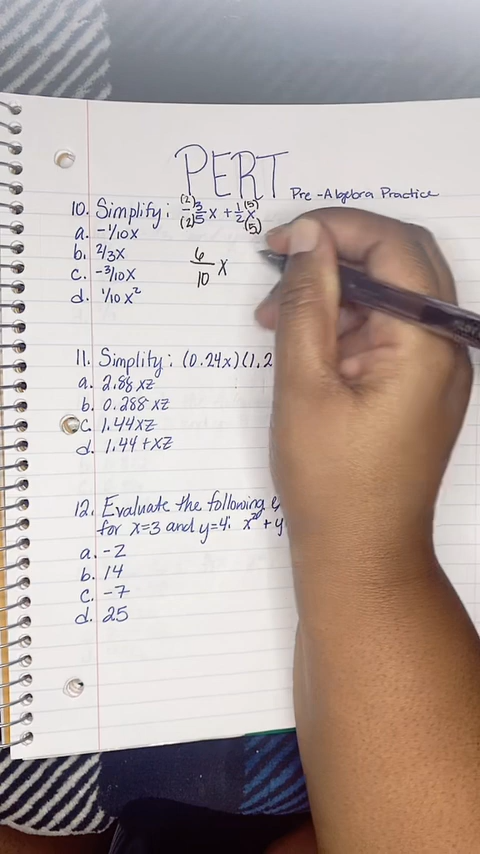 PERT
Pre-Algebra Practice
10. Simplify: (2)/(2) -3/5 x + 1/2 x (5)/(5)
a. -1/10x
b. 2/3x
c. -3/10x
d. 1/10 x²
6/10 x
11. Simplify: (0.24x)(1.2
a. 2.88xz
b. 0.288xz
c. 1.44xz
d. 1.44+xz
12. Evaluate the following
for x=3 and y=4: x² + y
a. -2
b. 14
c. -7
d. 25